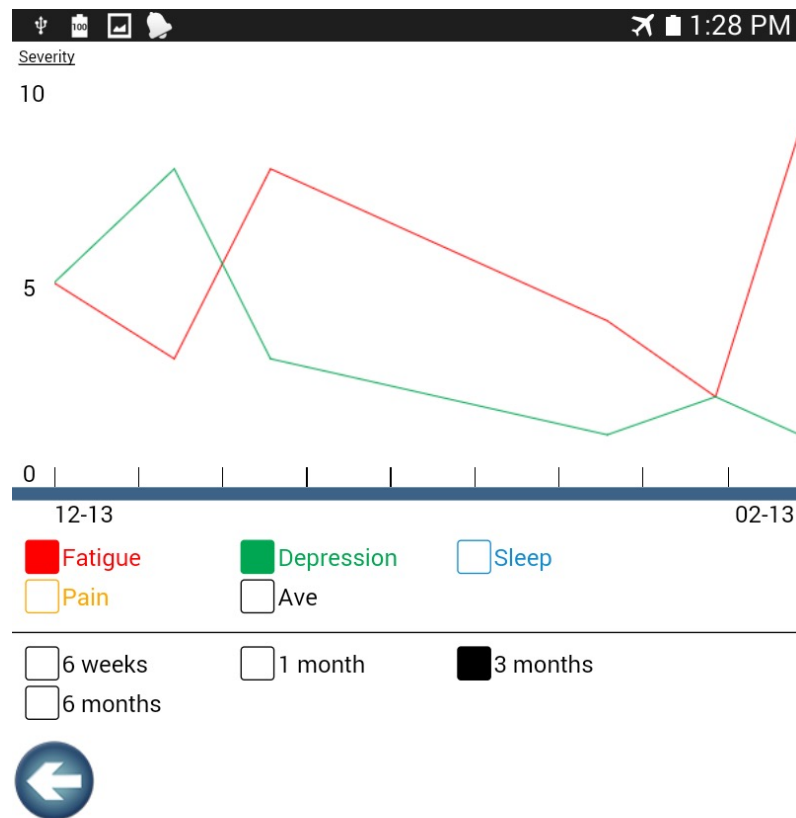 100 1:28 PM
Severity
10
5
0
12-13 02-13
Fatigue Depression Sleep
Pain Ave
6 weeks 1 month 3 months
6 months